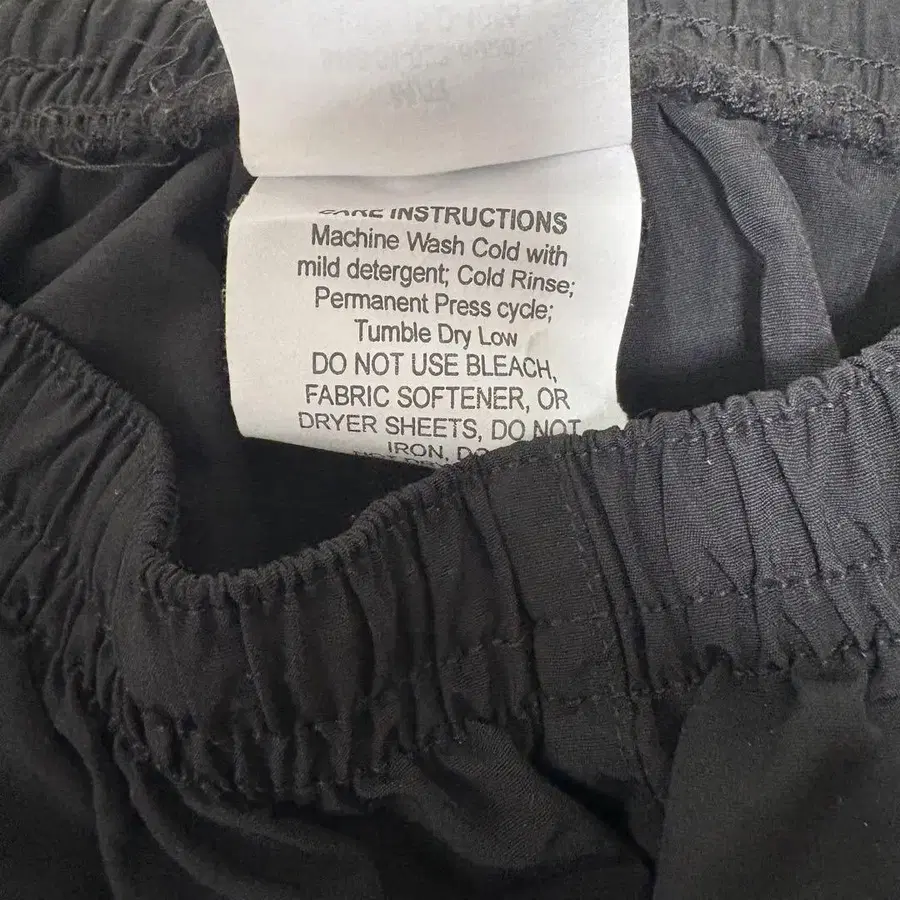 CARE INSTRUCTIONS
Machine Wash Cold with
mild detergent; Cold Rinse;
Permanent Press cycle;
Tumble Dry Low
DO NOT USE BLEACH,
FABRIC SOFTENER, OR
DRYER SHEETS, DO NOT
IRON,